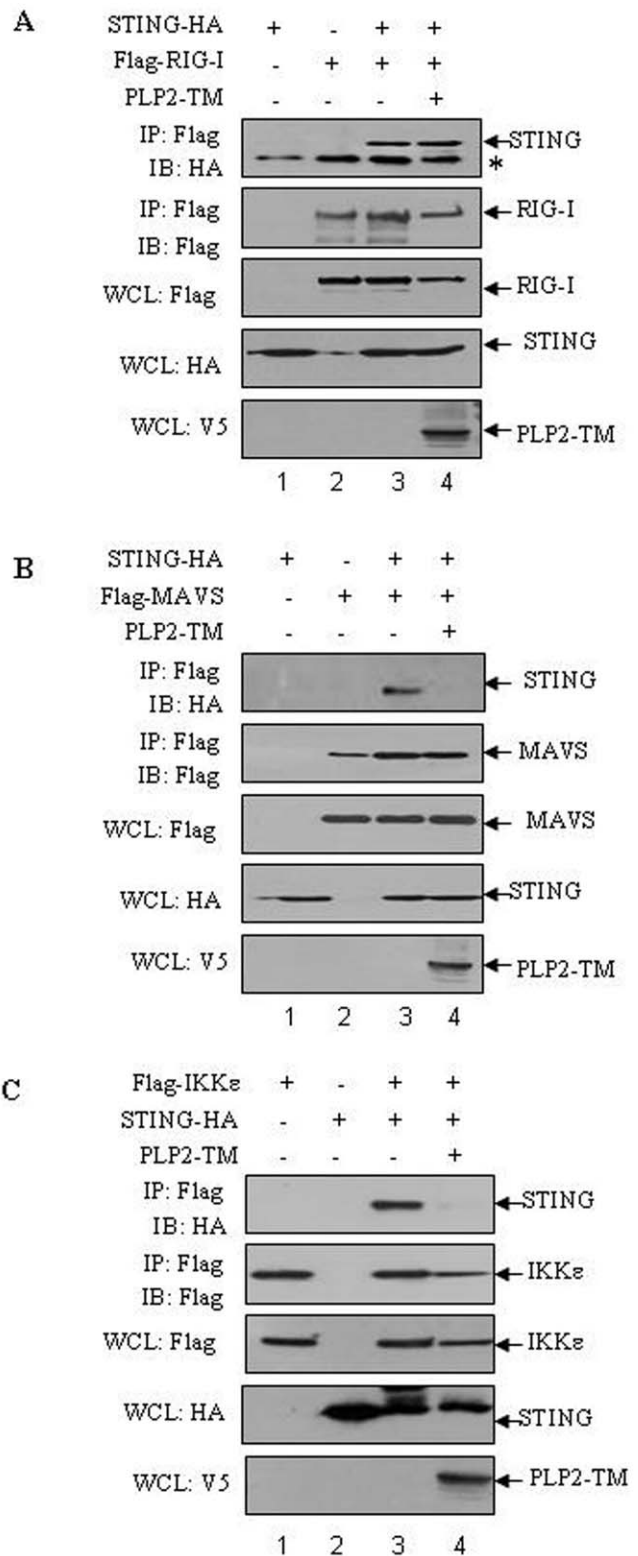 A
STING-HA + - + +
Flag-RIG-I - + + +
PLP2-TM - - - +
IP: Flag
IB: HA
STING
*
IP: Flag
IB: Flag
RIG-I
WCL: Flag
RIG-I
WCL: HA
STING
WCL: V5
PLP2-TM
1 2 3 4
B
STING-HA + - + +
Flag-MAVS - + + +
PLP2-TM - - - +
IP: Flag
IB: HA
STING
IP: Flag
IB: Flag
MAVS
WCL: Flag
MAVS
WCL: HA
STING
WCL: V5
PLP2-TM
1 2 3 4
C
Flag-IKKε + - + +
STING-HA - + + +
PLP2-TM - - - +
IP: Flag
IB: HA
STING
IP: Flag
IB: Flag
IKKε
WCL: Flag
IKKε
WCL: HA
STING
WCL: V5
PLP2-TM
1 2 3 4